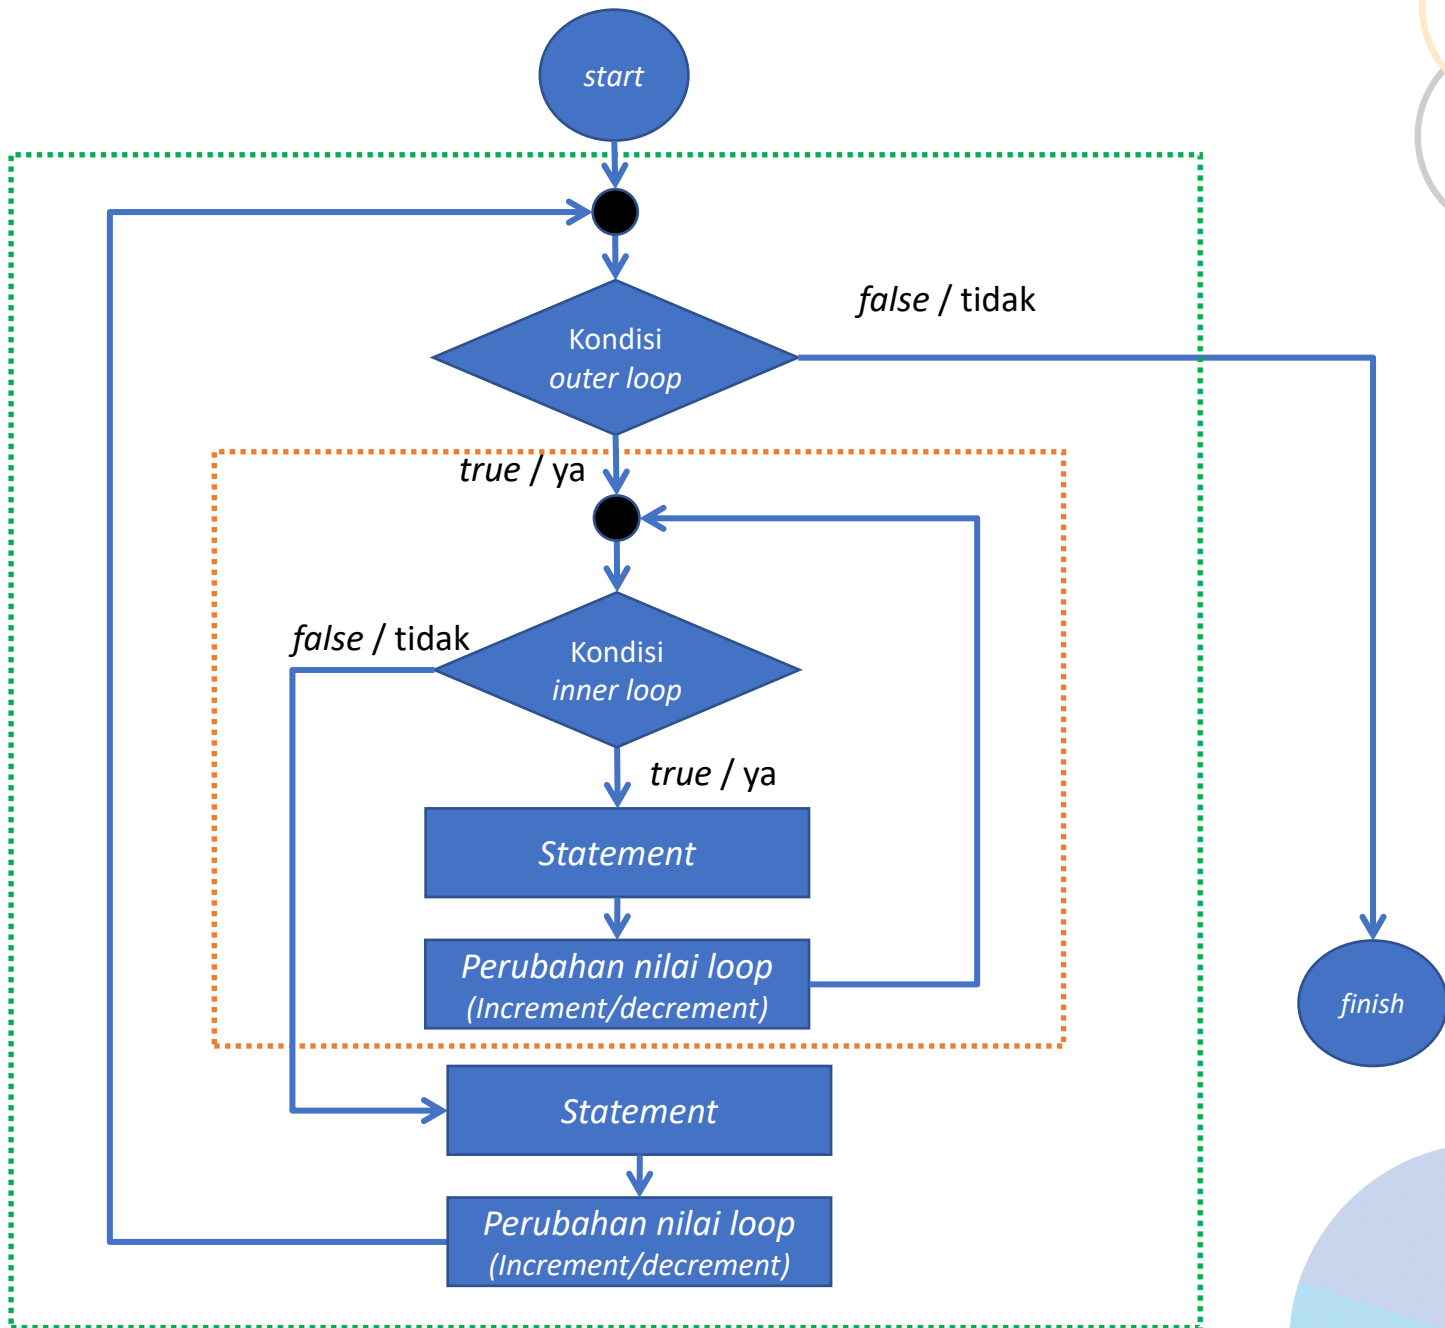 start
false / tidak
Kondisi
outer loop
true / ya
false / tidak
Kondisi
inner loop
true / ya
Statement
Perubahan nilai loop
(Increment/decrement)
finish
Statement
Perubahan nilai loop
(Increment/decrement)